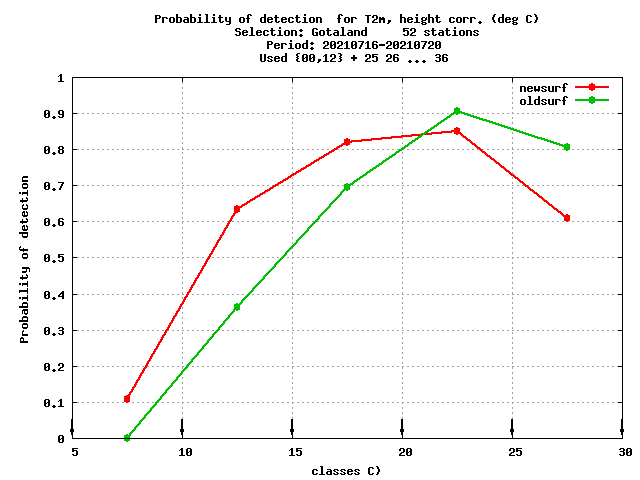 Probability of detection  for T2m, height corr. (deg C)
Selection: Gotaland     52 stations
Period: 20210716-20210720
Used {00,12} + 25 26 ... 36
newsurf
oldsurf
Probability of detection
1
0.9
0.8
0.7
0.6
0.5
0.4
0.3
0.2
0.1
0
5 10 15 20 25 30
classes C)